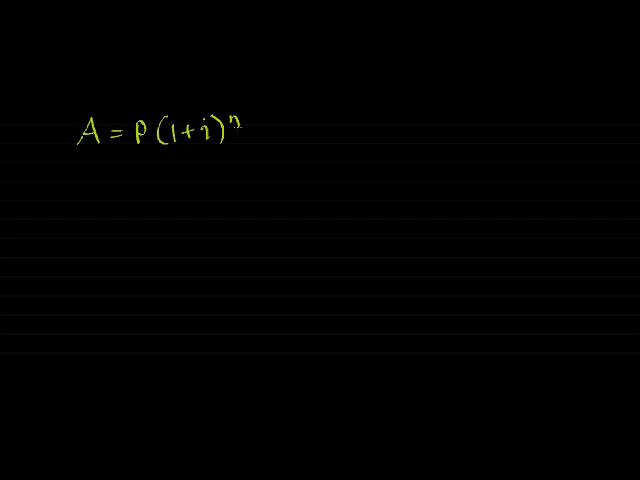 A = P(1+i)^n